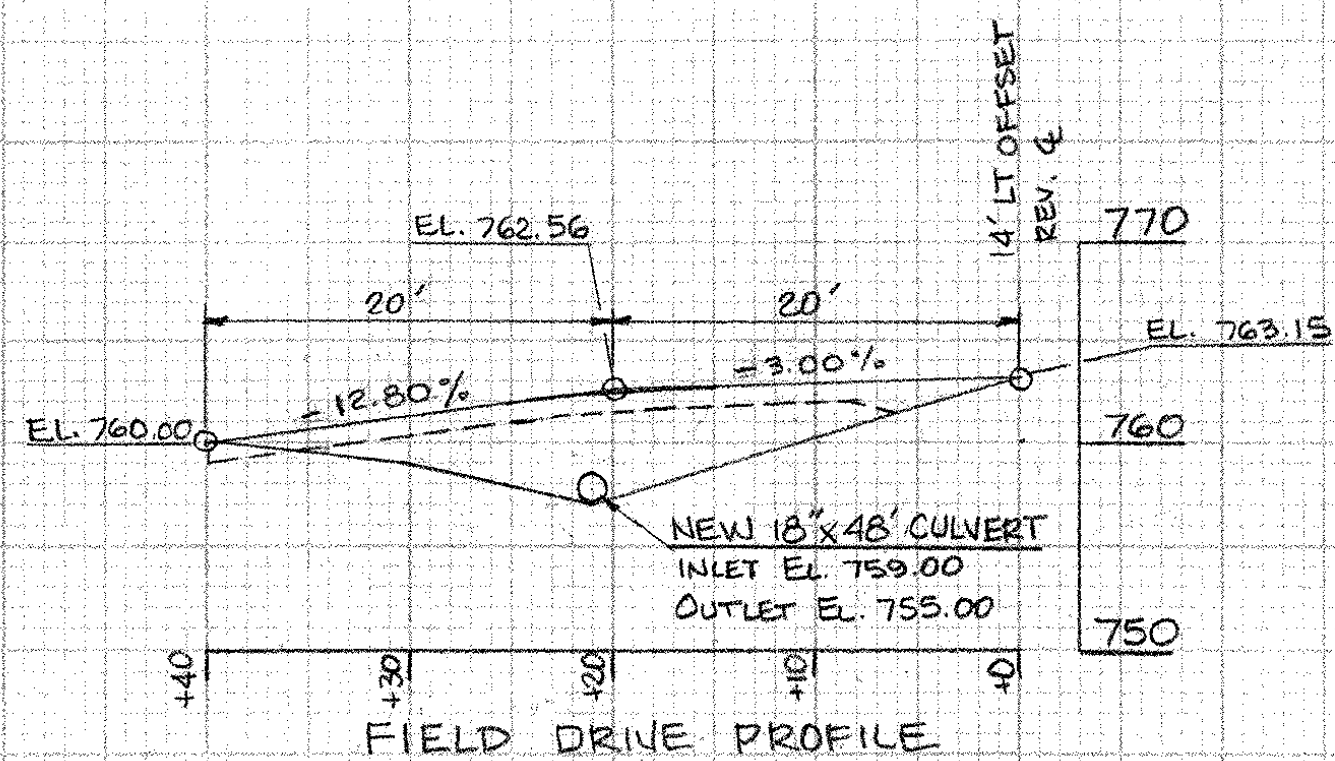 14' LT OFFSET
REV. ℄
EL. 762.56
770
20'
20'
EL. 763.15
-3.00%
-12.80%
EL. 760.00
760
NEW 18"x48' CULVERT
INLET EL. 759.00
OUTLET EL. 755.00
750
+40
+30
+20
+10
+0
FIELD DRIVE PROFILE